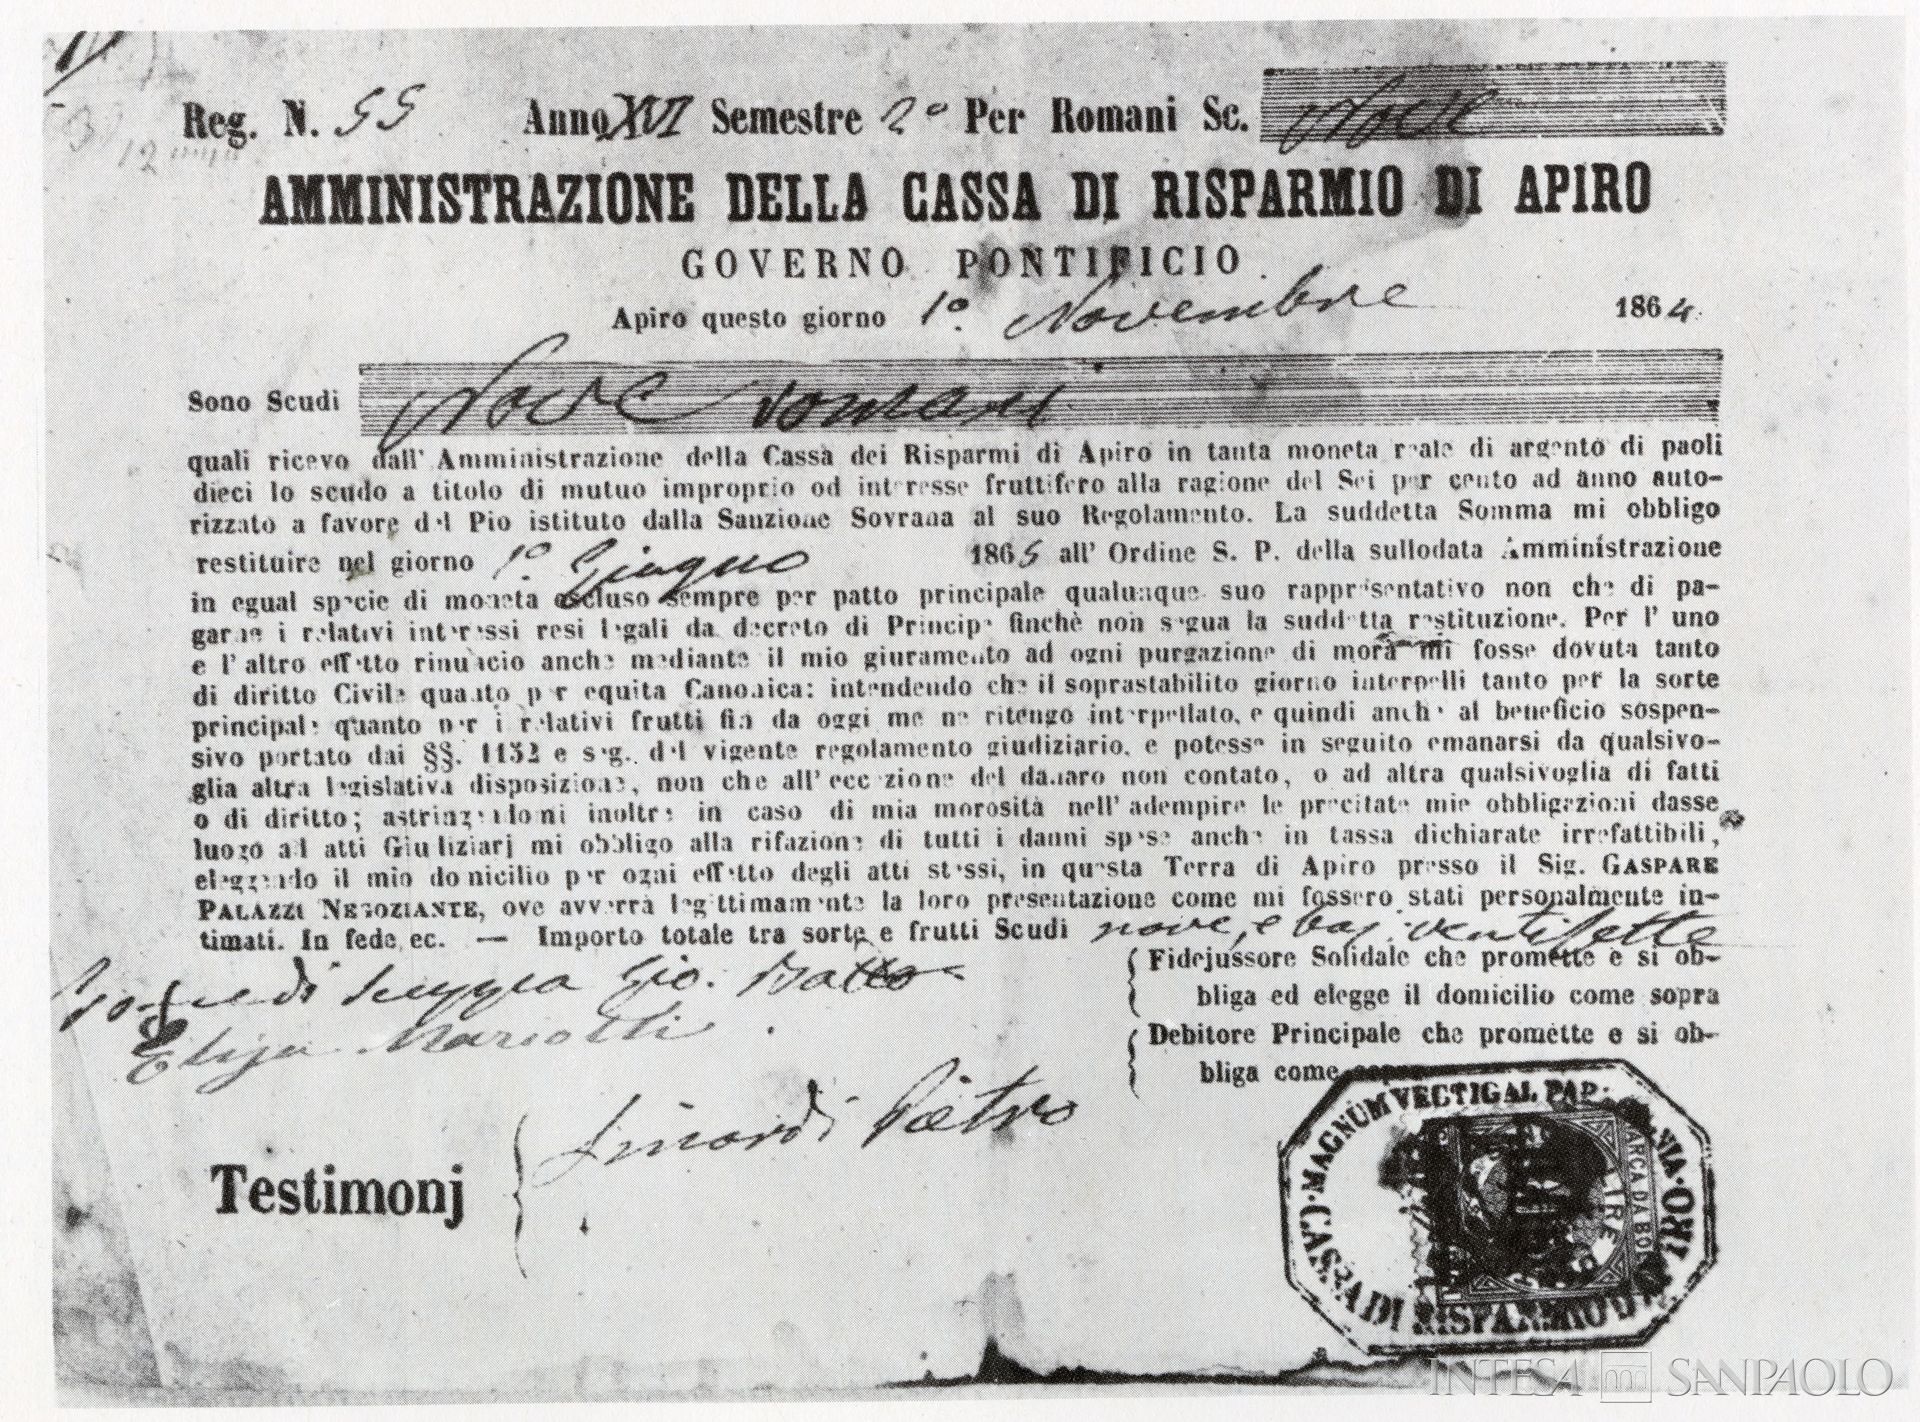 Reg. N. 55 Anno XVI Semestre 2º Per Romani Sc. Nove
AMMINISTRAZIONE DELLA CASSA DI RISPARMIO DI APIRO
GOVERNO PONTIFICIO
Apiro questo giorno 1º Novembre 1864
Sono Scudi Nove romani
quali ricevo dall' Amministrazione della Cassa dei Risparmi di Apiro in tanta moneta reale di argento di paoli
dieci lo scudo a titolo di mutuo improprio od interesse fruttifero alla ragione del Sei per cento ad anno auto-
rizzato a favore del Pio istituto dalla Sanzione Sovrana al suo Regolamento. La suddetta Somma mi obbligo
restituire nel giorno 1º Giugno 1865 all' Ordine S. P. della sullodata Amministrazione
in egual specie di moneta escluso sempre per patto principale qualunque suo rappresentativo non che di pa-
garne i relativi interessi resi legali da decreto di Principe finchè non segua la suddetta restituzione. Per l' uno
e l' altro effetto rinuncio anche mediante il mio giuramento ad ogni purgazione di mora mi fosse dovuta tanto
di diritto Civile quanto per equita Canonica: intendendo che il soprastabilito giorno interpelli tanto per la sorte
principale quanto per i relativi frutti fin da oggi me ne ritengo interpellato, e quindi anche al beneficio sospen-
sivo portato dai §§. 1132 e seg. del vigente regolamento giudiziario. e potesse in seguito emanarsi da qualsivo-
glia altra legislativa disposizione, non che all' eccezione del danaro non contato, o ad altra qualsivoglia di fatti
o di diritto; astringendomi inoltre in caso di mia morosità nell' adempire le precitate mie obbligazioni dasse
luogo ad atti Giudiziarj mi obbligo alla rifazione di tutti i danni spese anche in tassa dichiarate irrefattibili,
eleggendo il mio domicilio per ogni effetto degli atti stessi, in questa Terra di Apiro presso il Sig. GASPARE
PALAZZI NEGOZIANTE, ove avverrà legittimamente la loro presentazione come mi fossero stati personalmente in-
timati. In fede ec. — Importo totale tra sorte e frutti Scudi nove, e baj: ventisette
Gio. Batta
Fidejussore Solidale che promette e si ob-
bliga ed elegge il domicilio come sopra
Mariotti
Debitore Principale che promette e si ob-
bliga come sopra
Testimonj
Pietro
MAGNUM VECTIGAL PAR
CASSA DI RISPARMIO D
INTESA SANPAOLO